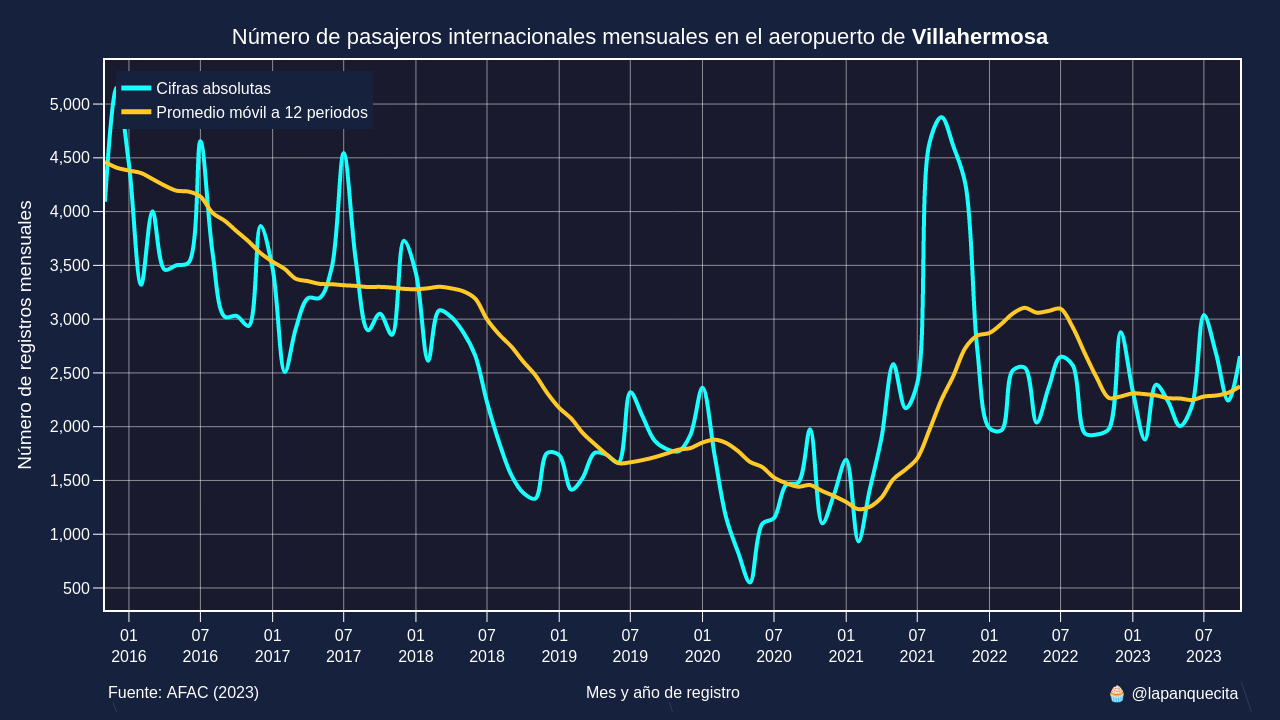 Número de pasajeros internacionales mensuales en el aeropuerto de Villahermosa
Cifras absolutas
Promedio móvil a 12 periodos
Número de registros mensuales
5,000
4,500
4,000
3,500
3,000
2,500
2,000
1,500
1,000
500
01 07 01 07 01 07 01 07 01 07 01 07 01 07 01 07
2016 2016 2017 2017 2018 2018 2019 2019 2020 2020 2021 2021 2022 2022 2023 2023
Fuente: AFAC (2023) Mes y año de registro 🧁 @lapanquecita